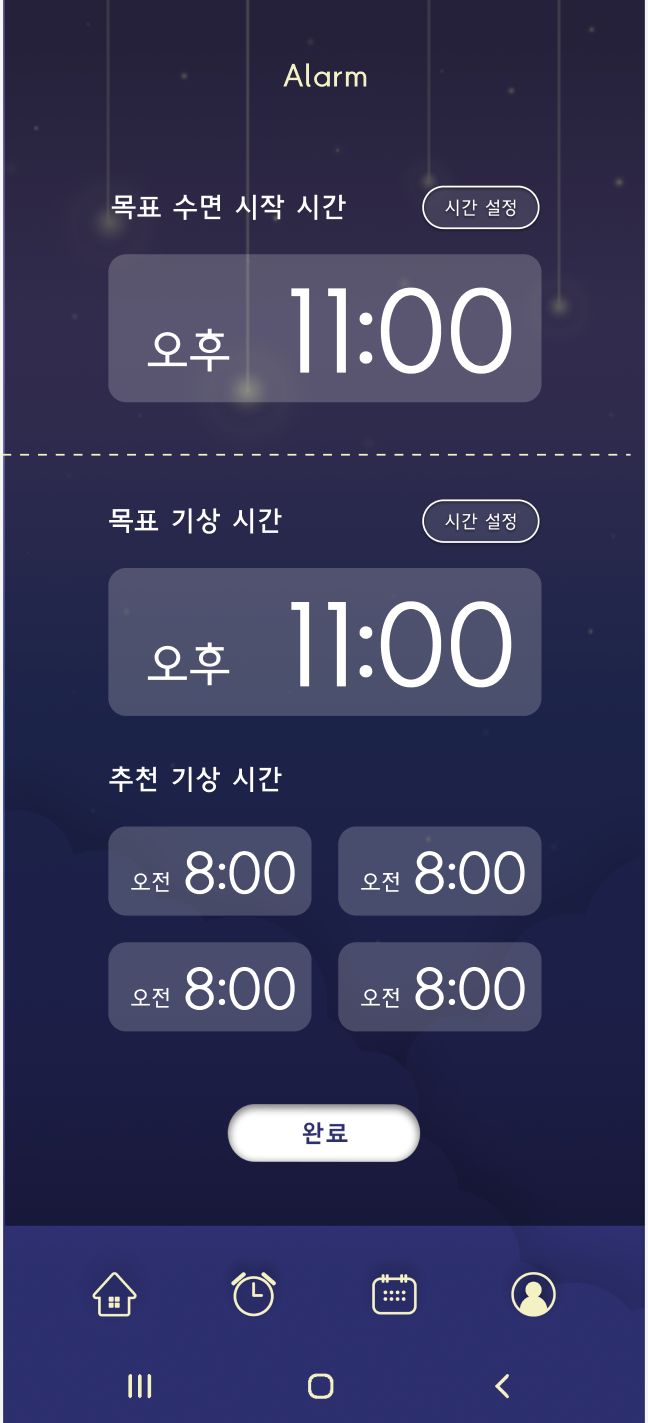 Alarm
목표 수면 시작 시간
시간 설정
오후 11:00
목표 기상 시간
시간 설정
오후 11:00
추천 기상 시간
오전 8:00 오전 8:00
오전 8:00 오전 8:00
완료